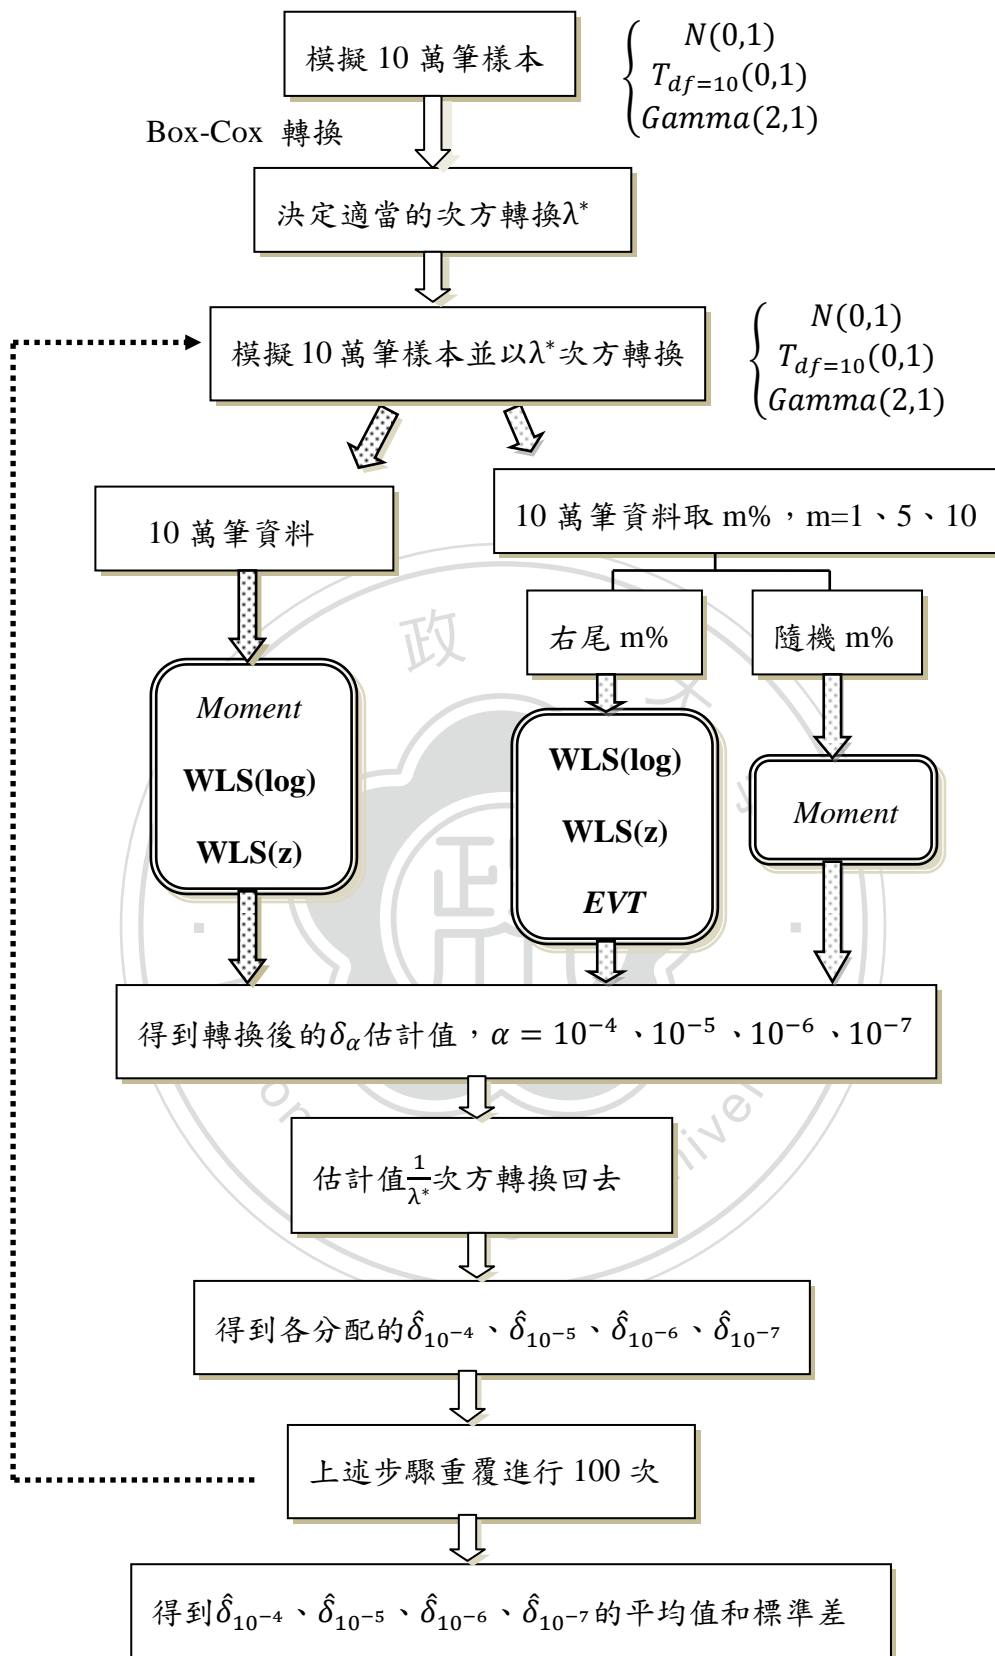 模擬 10 萬筆樣本
N(0,1)
T_{df=10}(0,1)
Gamma(2,1)
Box-Cox 轉換
決定適當的次方轉換λ*
模擬 10 萬筆樣本並以λ*次方轉換
N(0,1)
T_{df=10}(0,1)
Gamma(2,1)
10 萬筆資料
10 萬筆資料取 m%，m=1、5、10
右尾 m%
隨機 m%
Moment
WLS(log)
WLS(z)
WLS(log)
WLS(z)
EVT
Moment
得到轉換後的δ_α估計值，α = 10⁻⁴、10⁻⁵、10⁻⁶、10⁻⁷
估計值1/λ*次方轉換回去
得到各分配的δ̂_{10⁻⁴}、δ̂_{10⁻⁵}、δ̂_{10⁻⁶}、δ̂_{10⁻⁷}
上述步驟重覆進行 100 次
得到δ̂_{10⁻⁴}、δ̂_{10⁻⁵}、δ̂_{10⁻⁶}、δ̂_{10⁻⁷}的平均值和標準差
政